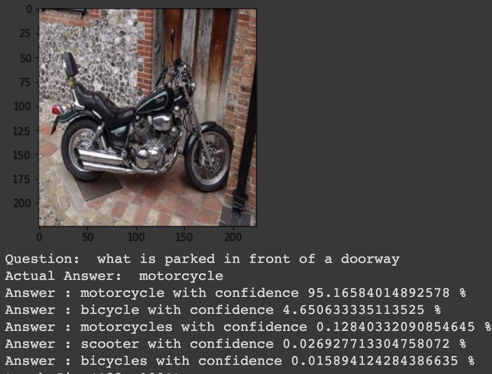 0
25
50
75
100
125
150
175
200
0 50 100 150 200
Question: what is parked in front of a doorway
Actual Answer: motorcycle
Answer : motorcycle with confidence 95.16584014892578 %
Answer : bicycle with confidence 4.650633335113525 %
Answer : motorcycles with confidence 0.12840332090854645 %
Answer : scooter with confidence 0.026927713304758072 %
Answer : bicycles with confidence 0.015894124284386635 %